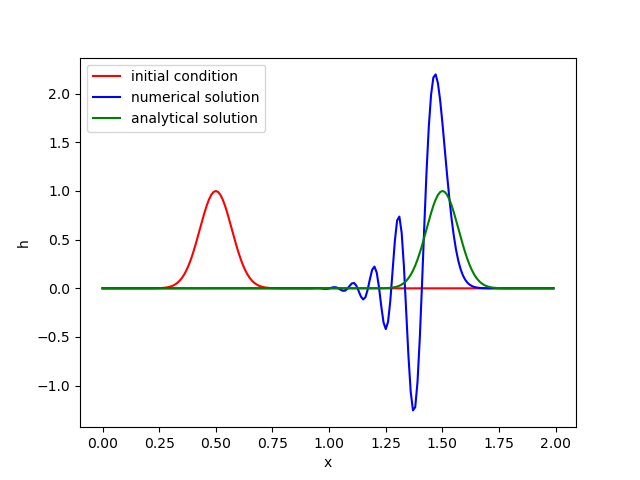 initial condition
numerical solution
analytical solution
2.0
1.5
1.0
0.5
0.0
−0.5
−1.0
h
0.00 0.25 0.50 0.75 1.00 1.25 1.50 1.75 2.00
x